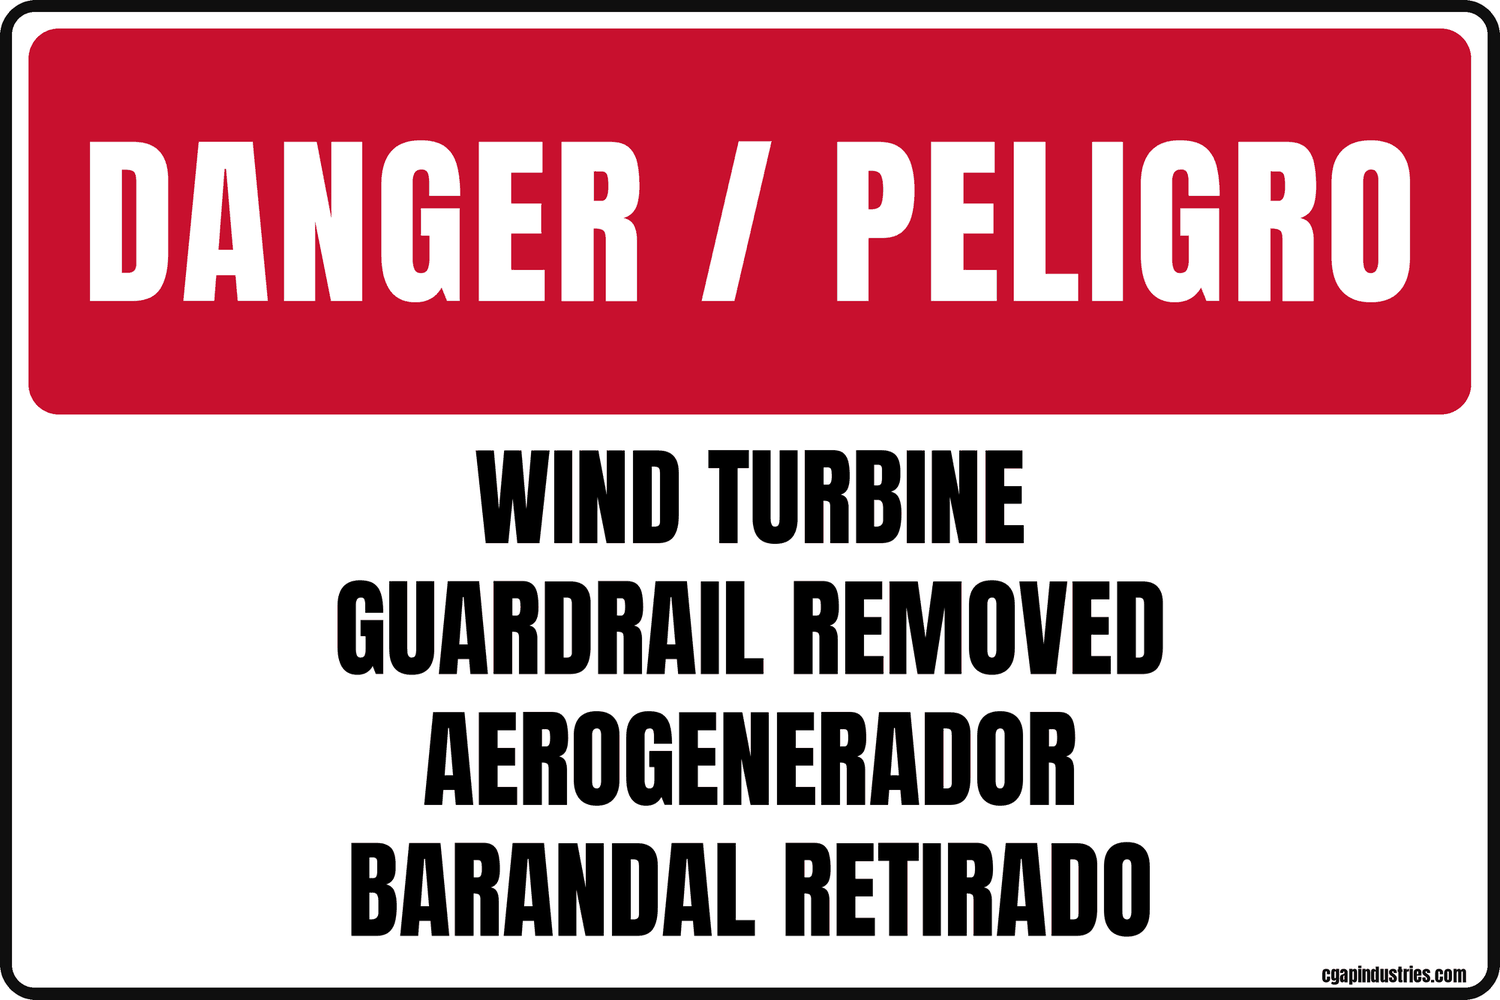 DANGER / PELIGRO
WIND TURBINE
GUARDRAIL REMOVED
AEROGENERADOR
BARANDAL RETIRADO
cgapindustries.com